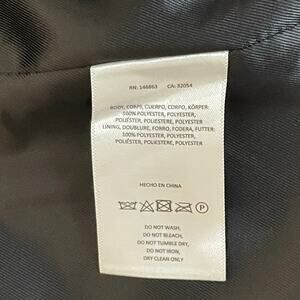 RN: 146863 CA: 32054
BODY, CORPS, CUERPO, CORPO, KÖRPER:
100% POLYESTER, POLYESTER,
POLIÉSTER, POLIESTERE, POLYESTER
LINING, DOUBLURE, FORRO, FODERA, FUTTER:
100% POLYESTER, POLYESTER,
POLIÉSTER, POLIESTERE, POLYESTER
HECHO EN CHINA
P
DO NOT WASH,
DO NOT BLEACH,
DO NOT TUMBLE DRY,
DO NOT IRON,
DRY CLEAN ONLY